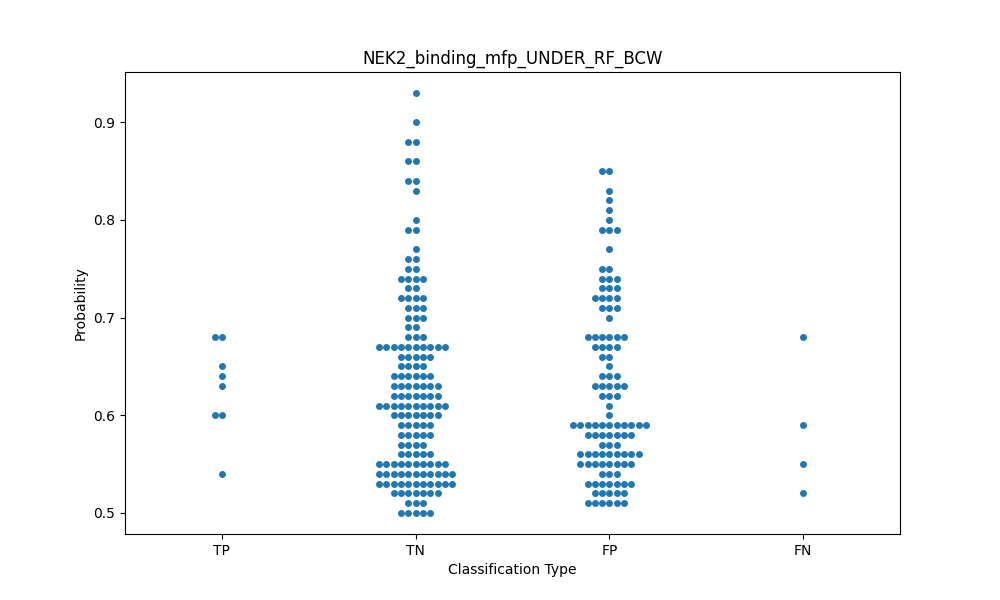 NEK2_binding_mfp_UNDER_RF_BCW
0.9
0.8
0.7
0.6
0.5
Probability
TP TN FP FN
Classification Type